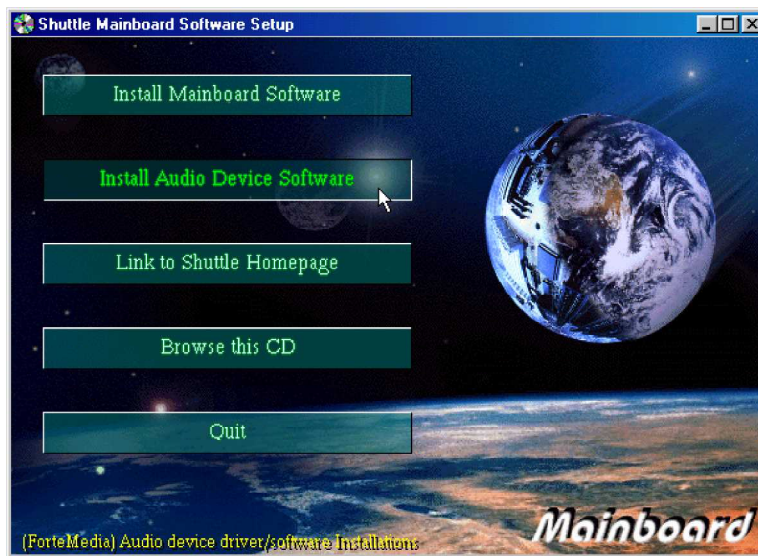 Shuttle Mainboard Software Setup
Install Mainboard Software
Install Audio Device Software
Link to Shuttle Homepage
Browse this CD
Quit
Mainboard
(ForteMedia) Audio device driver/software Installations